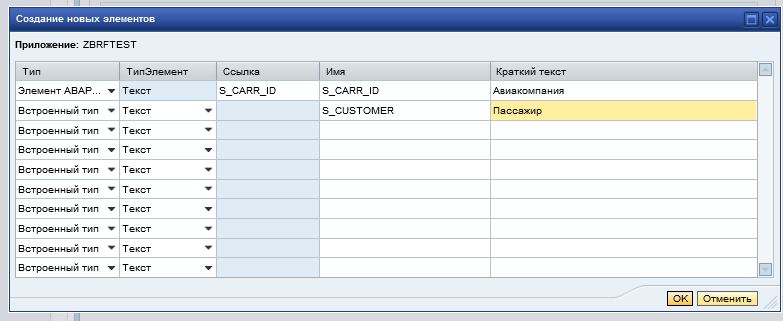 Создание новых элементов
Приложение: ZBRFTEST
Тип ТипЭлемент Ссылка Имя Краткий текст
Элемент ABAP... Текст S_CARR_ID S_CARR_ID Авиакомпания
Встроенный тип Текст S_CUSTOMER Пассажир
Встроенный тип Текст
Встроенный тип Текст
Встроенный тип Текст
Встроенный тип Текст
Встроенный тип Текст
Встроенный тип Текст
Встроенный тип Текст
Встроенный тип Текст
OK Отменить